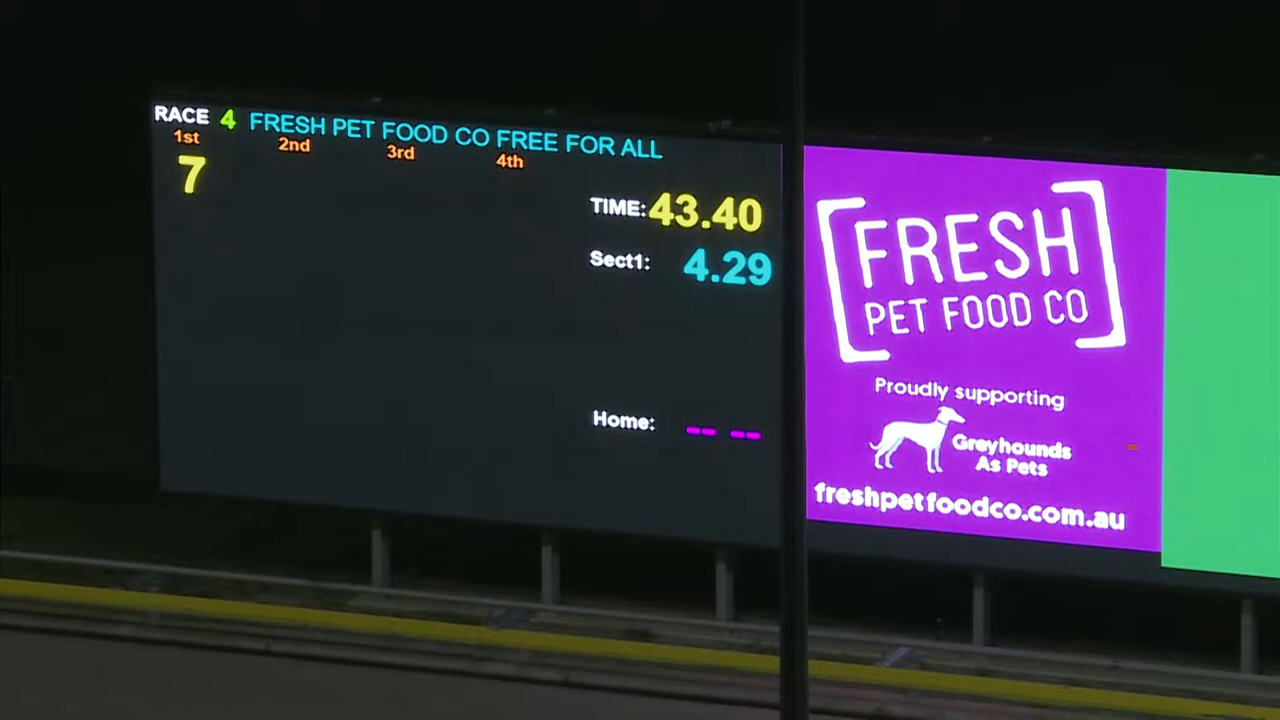 RACE 4 FRESH PET FOOD CO FREE FOR ALL
1st 2nd 3rd 4th
7
TIME: 43.40
Sect1: 4.29
Home: -- --
FRESH
PET FOOD CO
Proudly supporting
Greyhounds
As Pets
freshpetfoodco.com.au